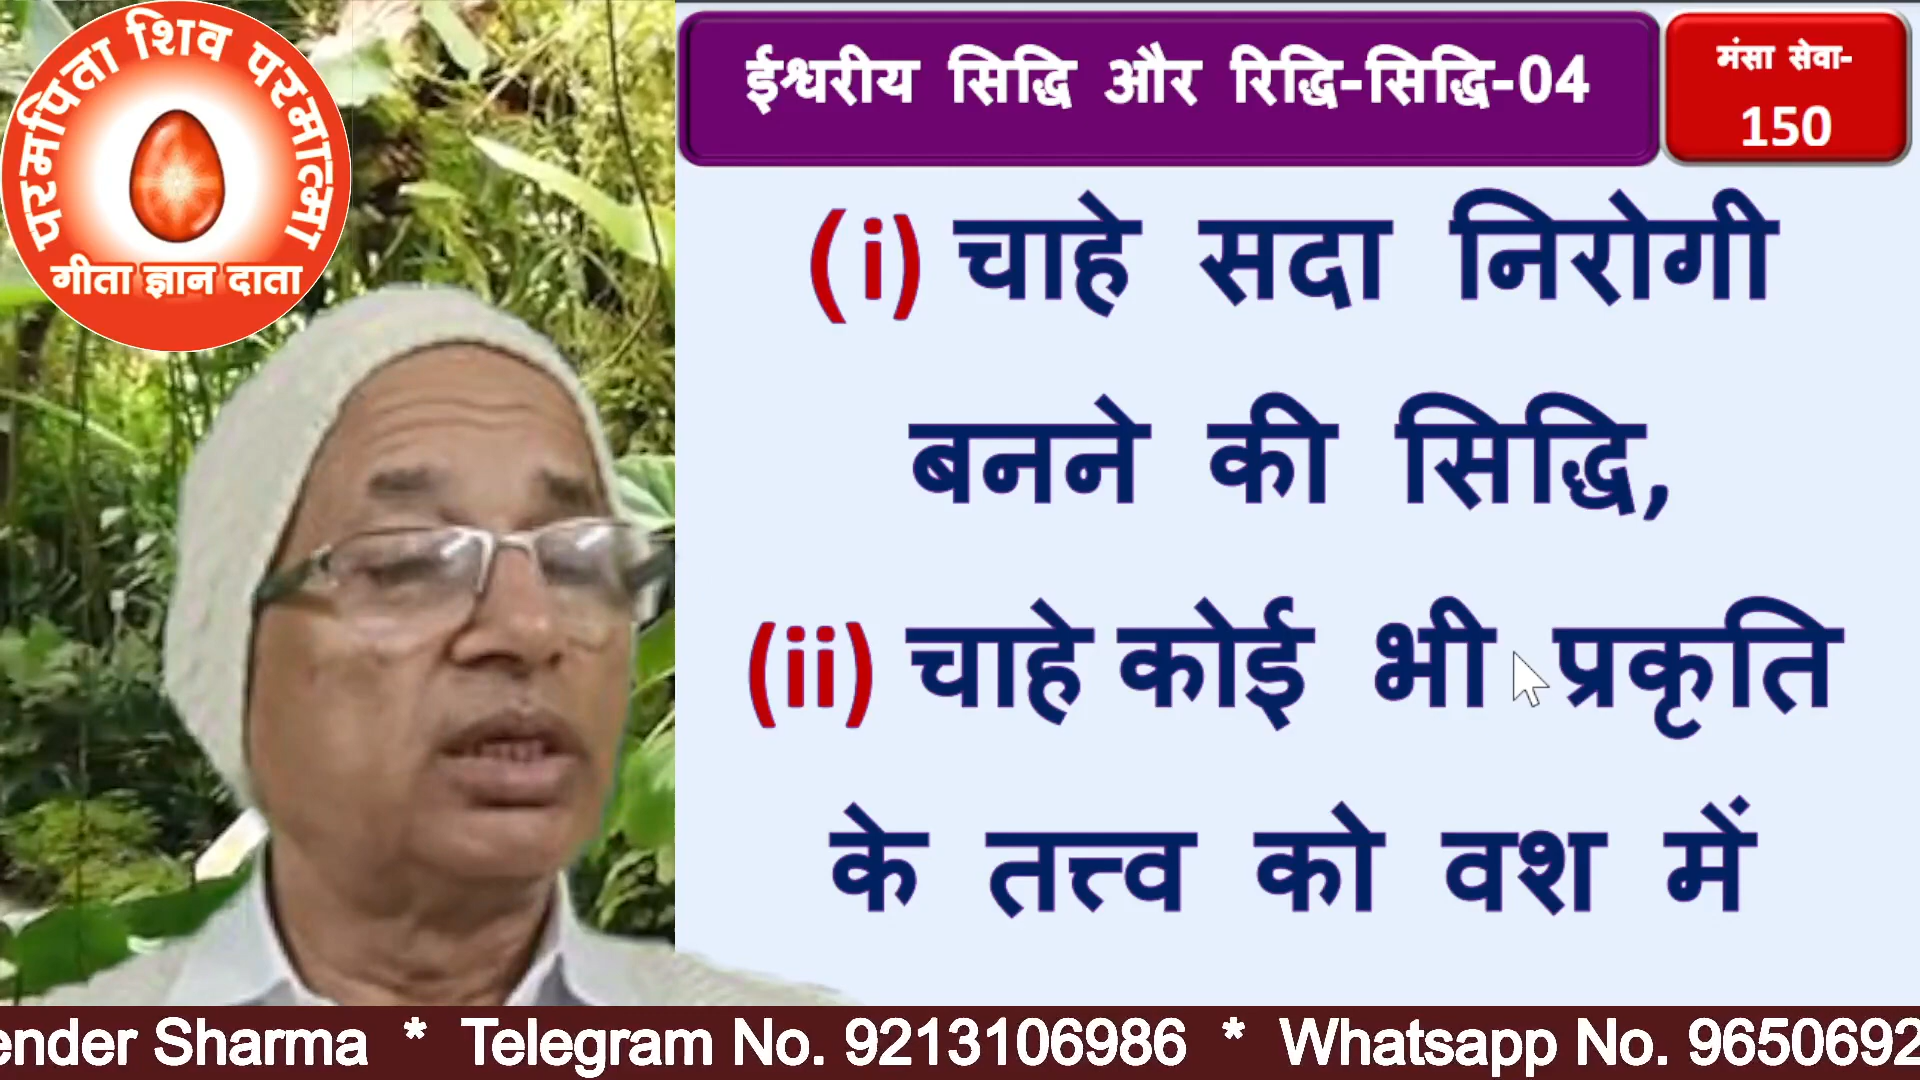 परमपिता शिव परमात्मा
गीता ज्ञान दाता
ईश्वरीय सिद्धि और रिद्धि-सिद्धि-04
मंसा सेवा-
150
(i) चाहे सदा निरोगी
बनने की सिद्धि,
(ii) चाहे कोई भी प्रकृति
के तत्त्व को वश में
ender Sharma * Telegram No. 9213106986 * Whatsapp No. 9650692